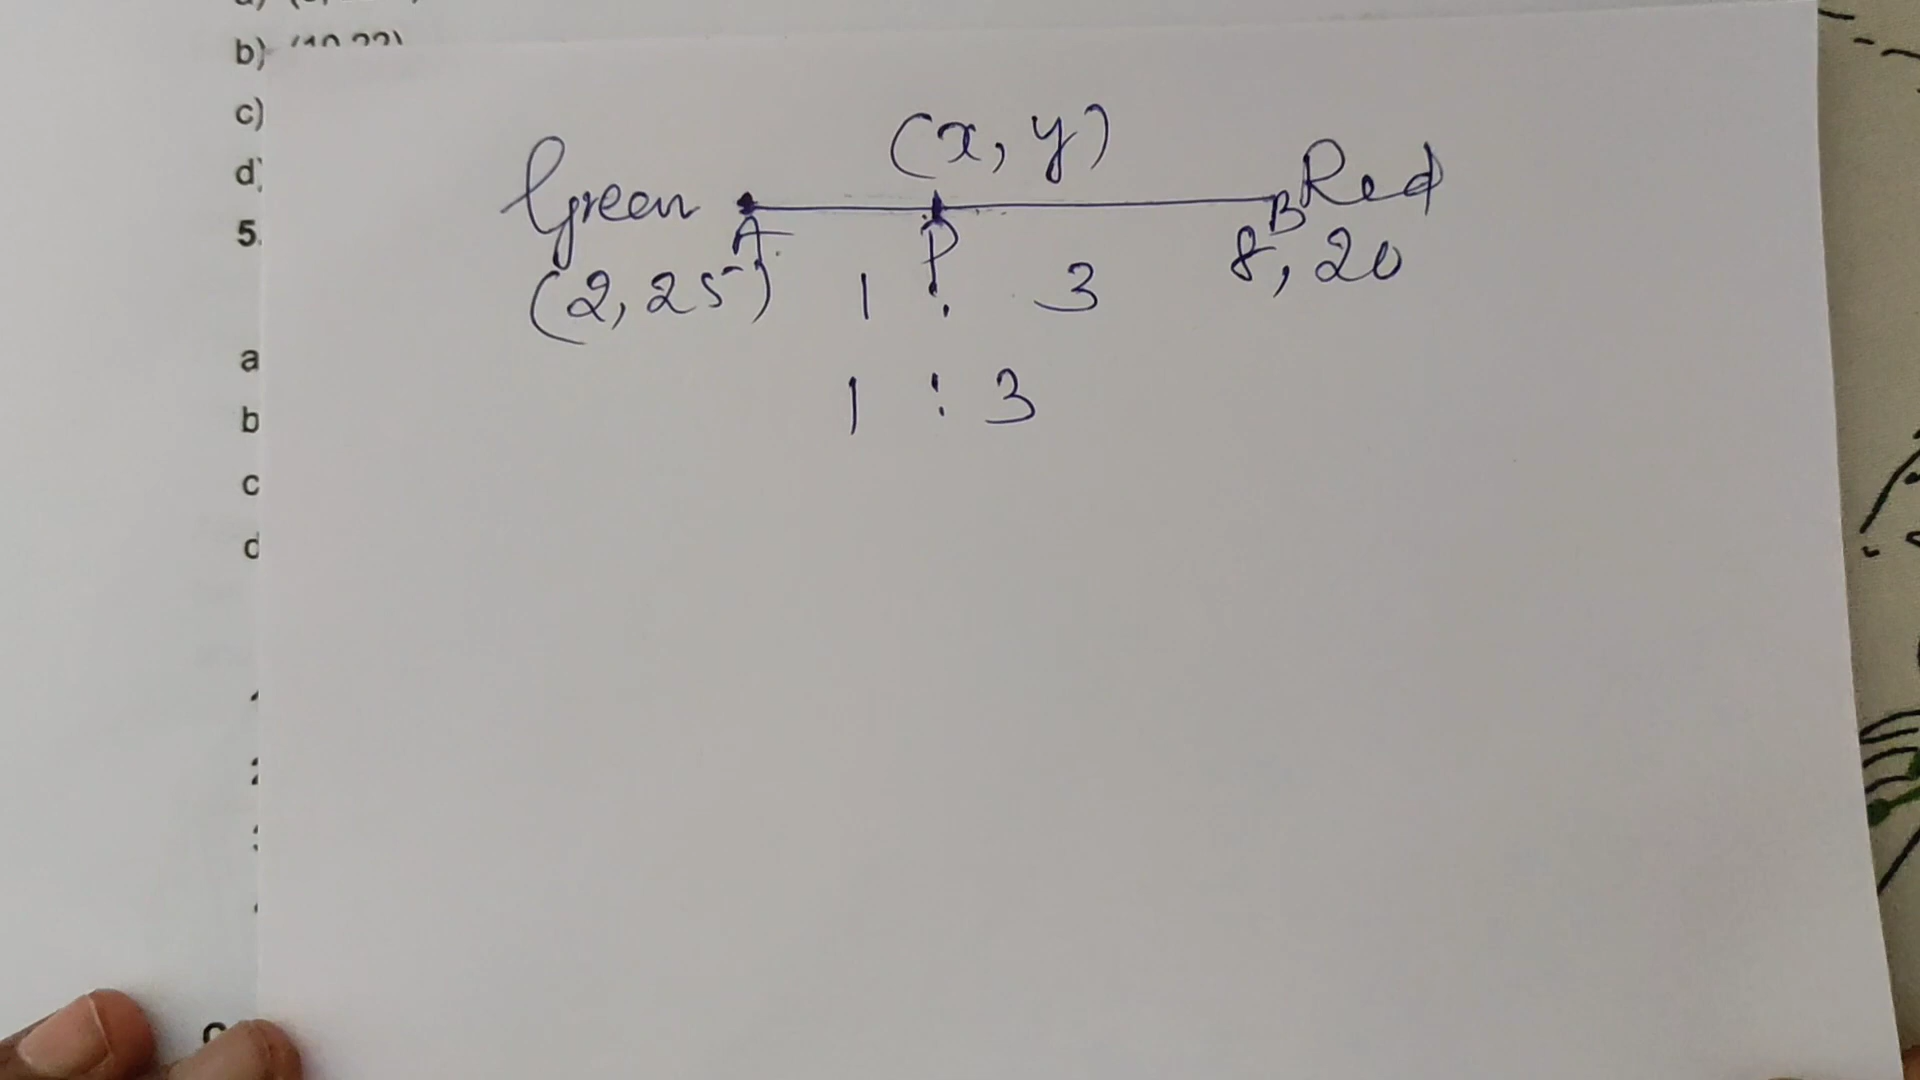 b)
c)
d)
5.
a
b
c
d
(x, y)
Green
Red
A
P
B
(2, 25)
1 : 3
8, 20
1 : 3